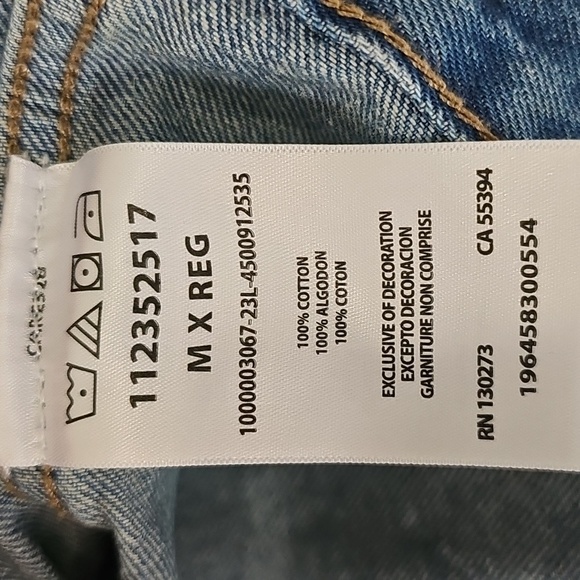 CARE328
112352517
M X REG
1000003067-23L-4500912535
100% COTTON
100% ALGODON
100% COTON
EXCLUSIVE OF DECORATION
EXCEPTO DECORACION
GARNITURE NON COMPRISE
RN 130273 CA 55394
196458300554